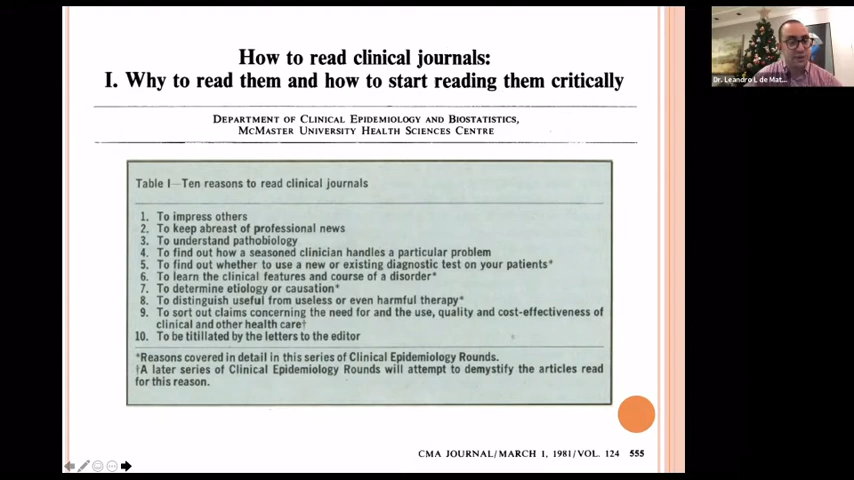 How to read clinical journals:
I. Why to read them and how to start reading them critically
DEPARTMENT OF CLINICAL EPIDEMIOLOGY AND BIOSTATISTICS,
MCMASTER UNIVERSITY HEALTH SCIENCES CENTRE
Table I—Ten reasons to read clinical journals
1. To impress others
2. To keep abreast of professional news
3. To understand pathobiology
4. To find out how a seasoned clinician handles a particular problem
5. To find out whether to use a new or existing diagnostic test on your patients*
6. To learn the clinical features and course of a disorder*
7. To determine etiology or causation*
8. To distinguish useful from useless or even harmful therapy*
9. To sort out claims concerning the need for and the use, quality and cost-effectiveness of
clinical and other health care†
10. To be titillated by the letters to the editor
*Reasons covered in detail in this series of Clinical Epidemiology Rounds.
†A later series of Clinical Epidemiology Rounds will attempt to demystify the articles read
for this reason.
CMA JOURNAL/MARCH 1, 1981/VOL. 124 555
Dr. Leandro I. de Mat...